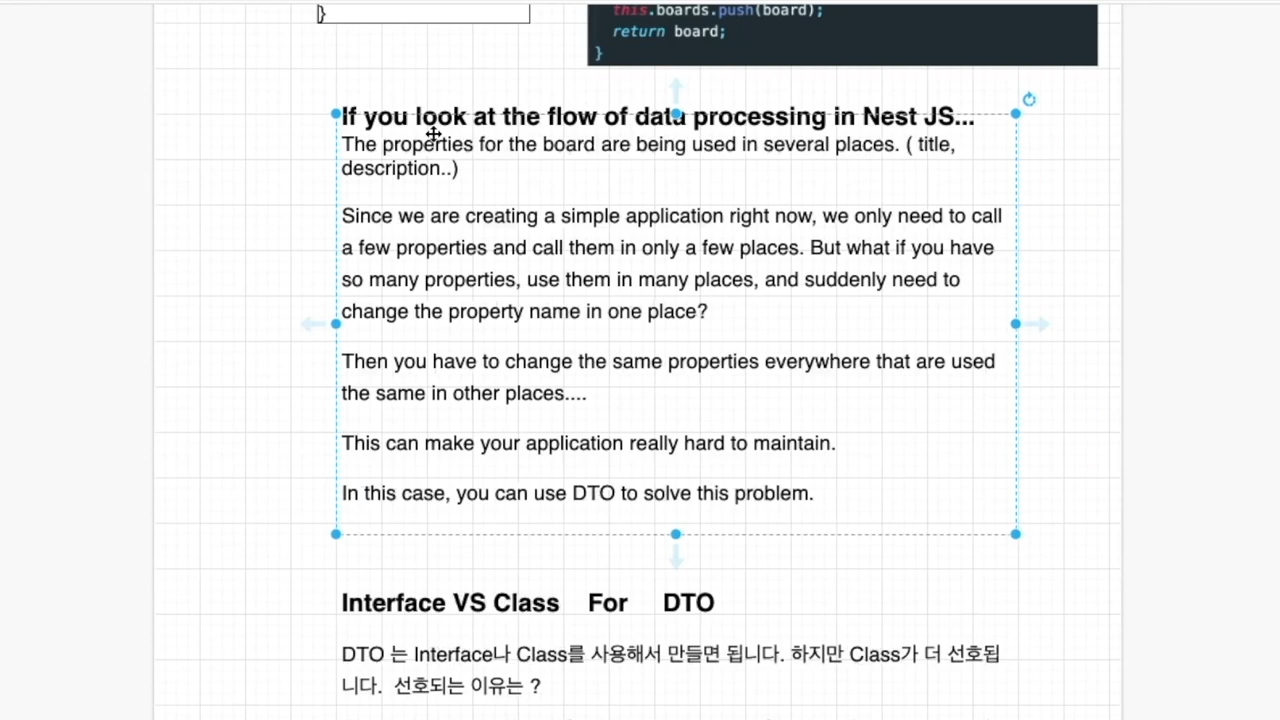 }
this.boards.push(board);
return board;
}
If you look at the flow of data processing in Nest JS...
The properties for the board are being used in several places. ( title,
description..)
Since we are creating a simple application right now, we only need to call
a few properties and call them in only a few places. But what if you have
so many properties, use them in many places, and suddenly need to
change the property name in one place?
Then you have to change the same properties everywhere that are used
the same in other places....
This can make your application really hard to maintain.
In this case, you can use DTO to solve this problem.
Interface VS Class For DTO
DTO 는 Interface나 Class를 사용해서 만들면 됩니다. 하지만 Class가 더 선호됩
니다. 선호되는 이유는 ?